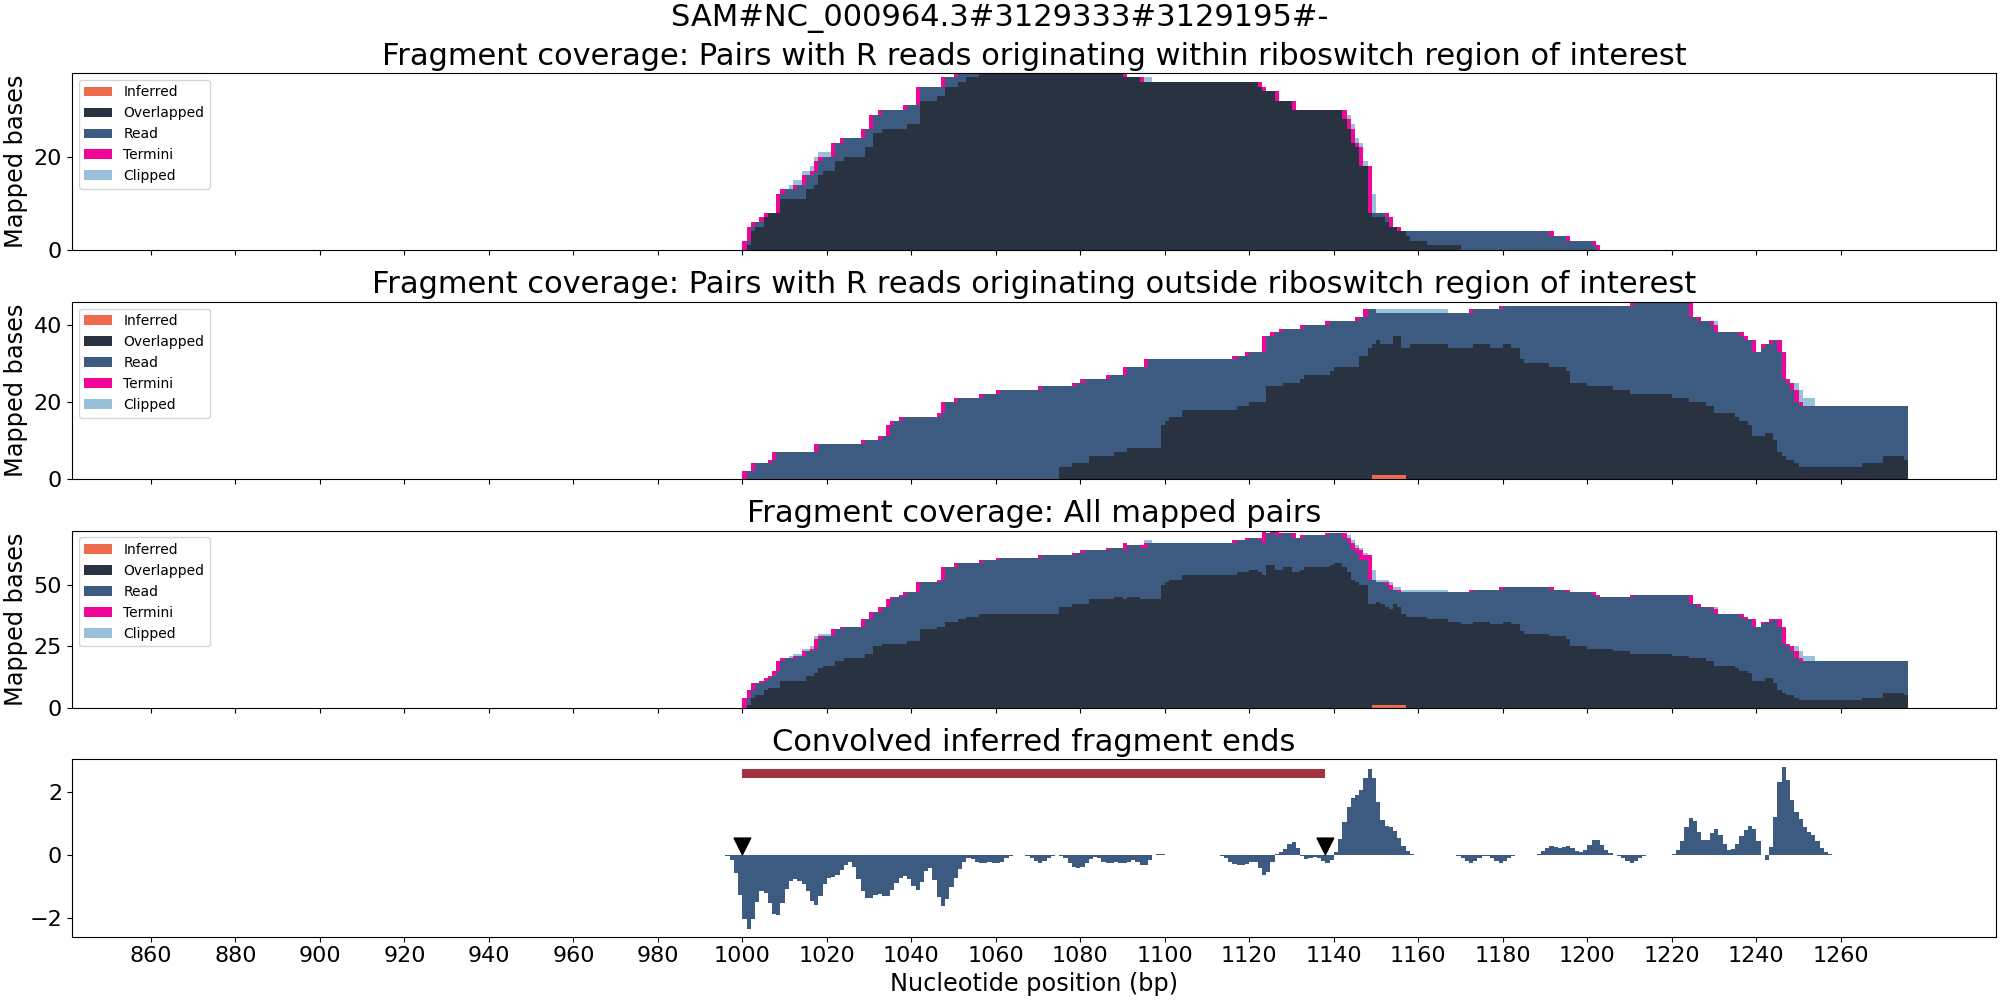 SAM#NC_000964.3#3129333#3129195#-
Fragment coverage: Pairs with R reads originating within riboswitch region of interest
Mapped bases
20
0
Inferred
Overlapped
Read
Termini
Clipped
Fragment coverage: Pairs with R reads originating outside riboswitch region of interest
Mapped bases
40
20
0
Inferred
Overlapped
Read
Termini
Clipped
Fragment coverage: All mapped pairs
Mapped bases
50
25
0
Inferred
Overlapped
Read
Termini
Clipped
Convolved inferred fragment ends
2
0
−2
860 880 900 920 940 960 980 1000 1020 1040 1060 1080 1100 1120 1140 1160 1180 1200 1220 1240 1260
Nucleotide position (bp)